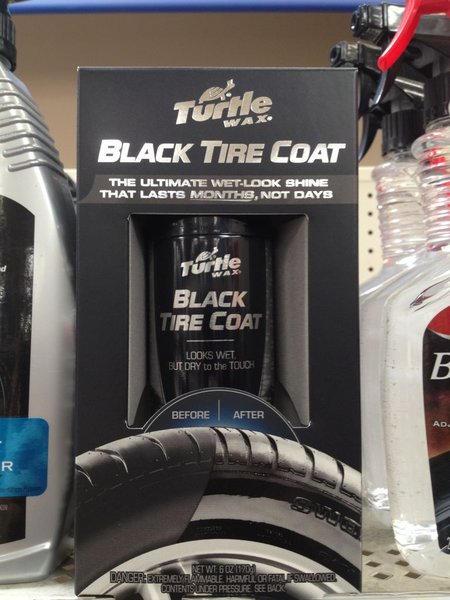 Turtle
WAX®
BLACK TIRE COAT
THE ULTIMATE WET-LOOK SHINE
THAT LASTS MONTHS, NOT DAYS
Turtle
WAX
BLACK
TIRE COAT
LOOKS WET,
BUT DRY to the TOUCH
BEFORE | AFTER
NET WT. 6 OZ (170g)
DANGER: EXTREMELY FLAMMABLE. HARMFUL OR FATAL IF SWALLOWED.
CONTENTS UNDER PRESSURE. SEE BACK
R
B